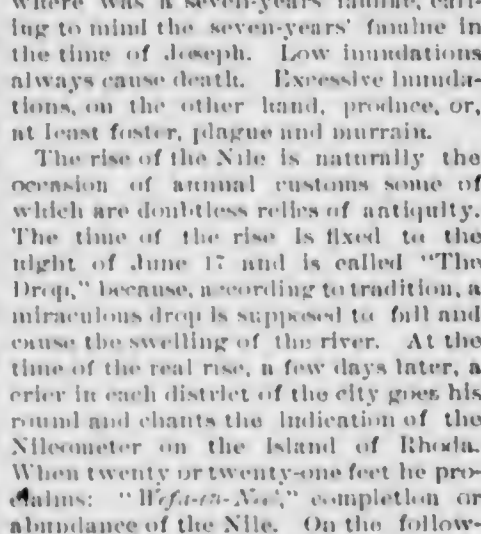 where was a seven-years' famine, call-
ing to mind the seven-years' famine in
the time of Joseph. Low inundations
always cause death. Excessive inunda-
tions, on the other hand, produce, or,
at least foster, plague and murrain.
The rise of the Nile is naturally the
occasion of annual customs some of
which are doubtless relics of antiquity.
The time of the rise is fixed to the
night of June 17 and is called "The
Drop," because, according to tradition, a
miraculous drop is supposed to fall and
cause the swelling of the river. At the
time of the real rise, a few days later, a
crier in each district of the city goes his
round and chants the indication of the
Nileometer on the Island of Rhoda.
When twenty or twenty-one feet he pro-
claims: completion or
abundance of the Nile. On the follow-